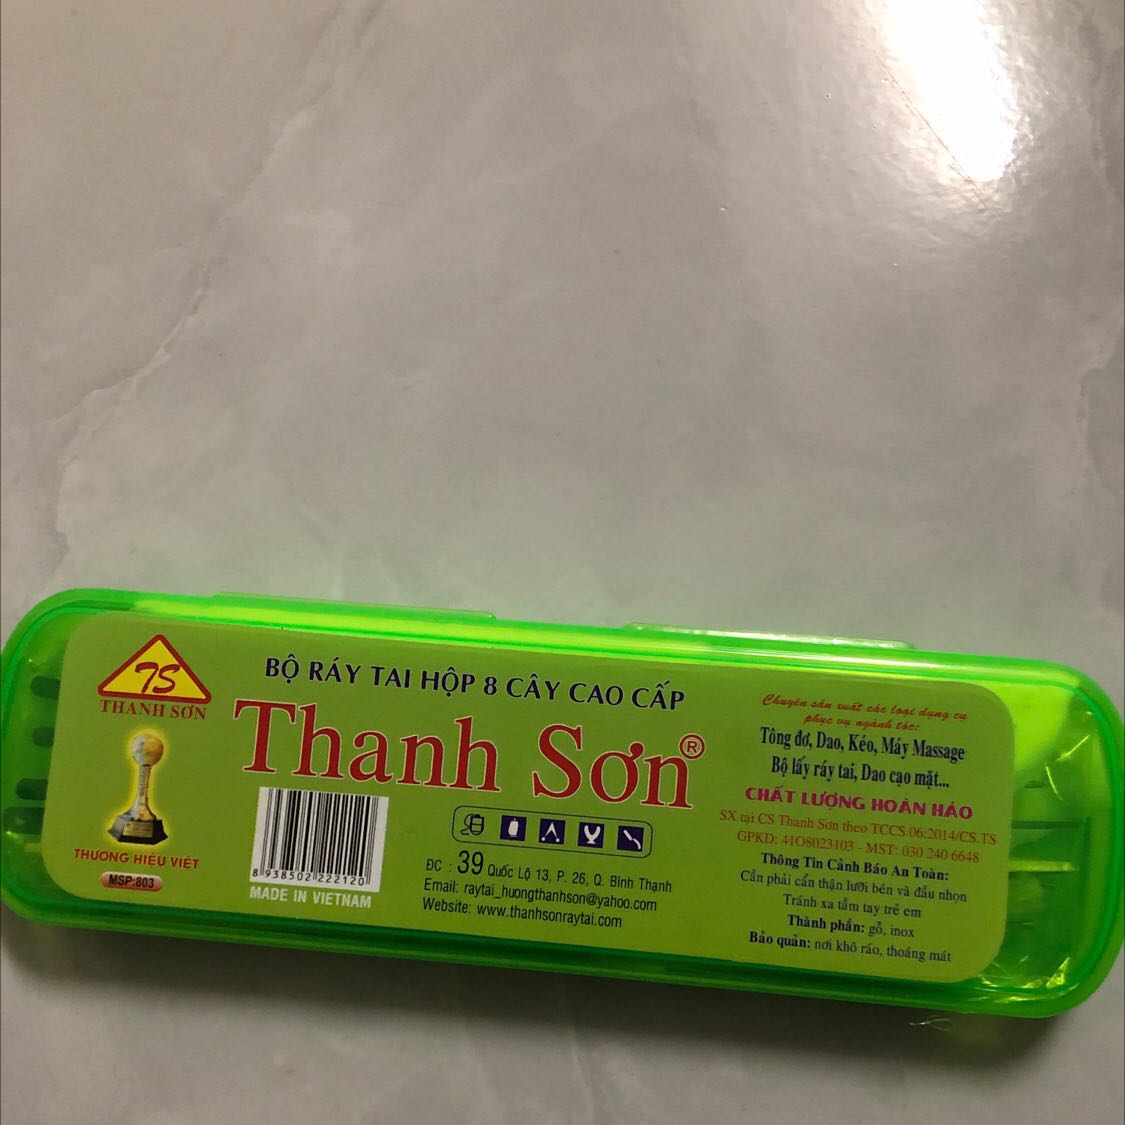 TS
THANH SƠN
THƯƠNG HIỆU VIỆT
MSP:803
BỘ RÁY TAI HỘP 8 CÂY CAO CẤP
Thanh Sơn®
8 938502 222120
MADE IN VIETNAM
ĐC : 39 Quốc Lộ 13, P. 26, Q. Bình Thạnh
Email: raytai_huongthanhson@yahoo.com
Website: www.thanhsonraytai.com
Chuyên sản xuất các loại dụng cụ
phục vụ ngành tóc:
Tông đơ, Dao, Kéo, Máy Massage
Bộ lấy ráy tai, Dao cạo mặt...
CHẤT LƯỢNG HOÀN HẢO
SX tại CS Thanh Sơn theo TCCS 06:2014/CS.TS
GPKD: 41O8023103 - MST: 030 240 6648
Thông Tin Cảnh Báo An Toàn:
Cần phải cẩn thận lưỡi bén và đầu nhọn
Tránh xa tầm tay trẻ em
Thành phần: gỗ, inox
Bảo quản: nơi khô ráo, thoáng mát